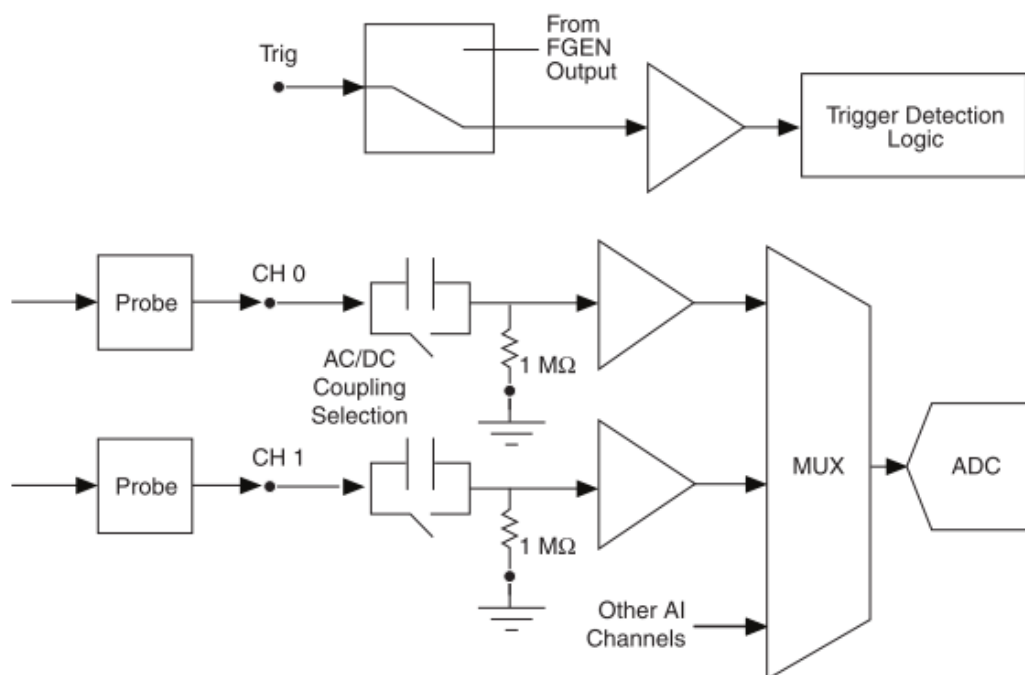 From
FGEN
Output
Trig
Trigger Detection
Logic
Probe
CH 0
AC/DC
Coupling
Selection
1 MΩ
Probe
CH 1
1 MΩ
MUX
ADC
Other AI
Channels